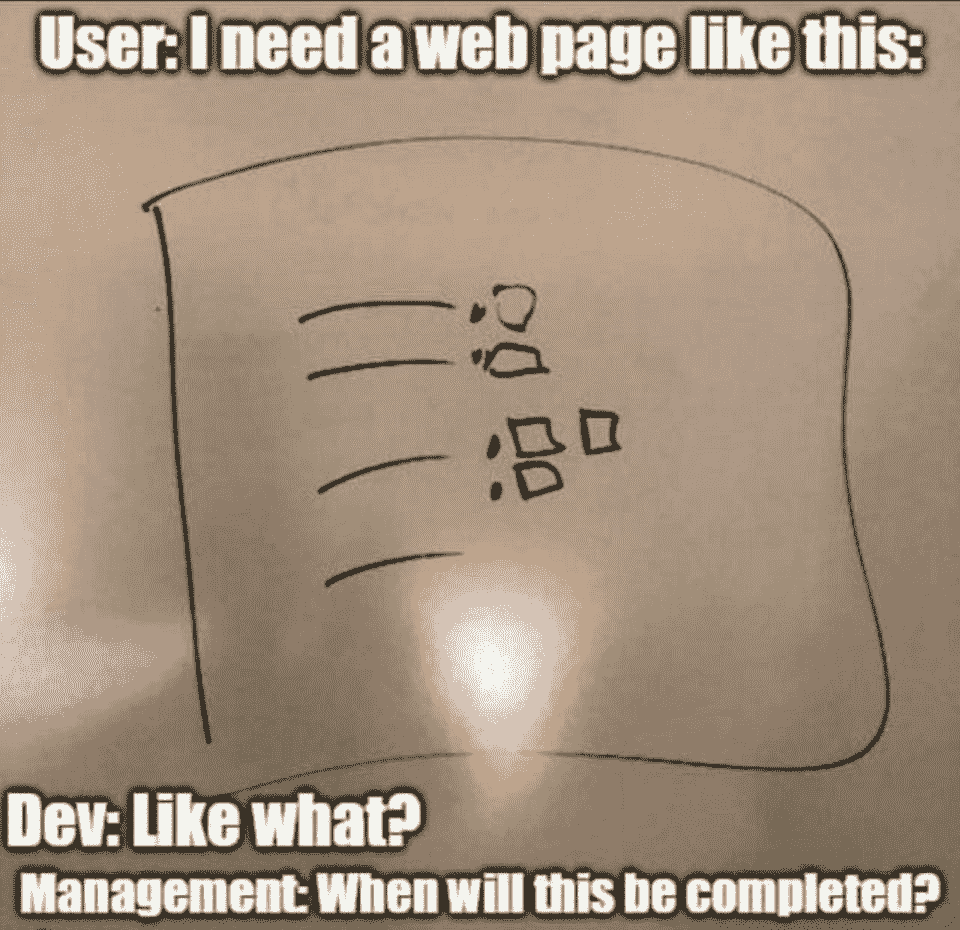 User: I need a web page like this:
Dev: Like what?
Management: When will this be completed?